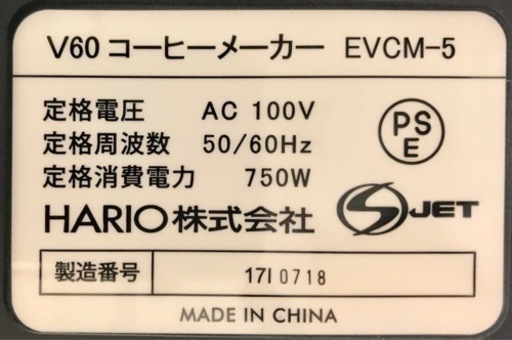 V60 コーヒーメーカー EVCM-5
定格電圧 AC 100V
定格周波数 50/60Hz
定格消費電力 750W
PS
E
HARIO株式会社
S JET
製造番号 17I0718
MADE IN CHINA